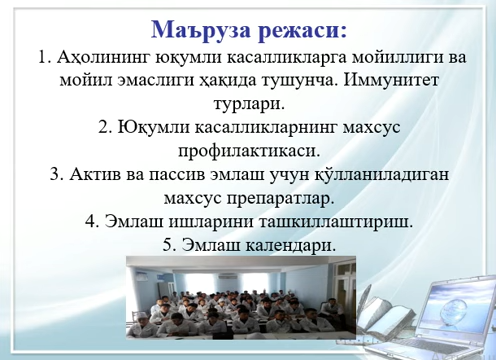 Маъруза режаси:
1. Аҳолининг юқумли касалликларга мойиллиги ва
мойил эмаслиги ҳақида тушунча. Иммунитет
турлари.
2. Юқумли касалликларнинг махсус
профилактикаси.
3. Актив ва пассив эмлаш учун қўлланиладиган
махсус препаратлар.
4. Эмлаш ишларини ташкиллаштириш.
5. Эмлаш календари.